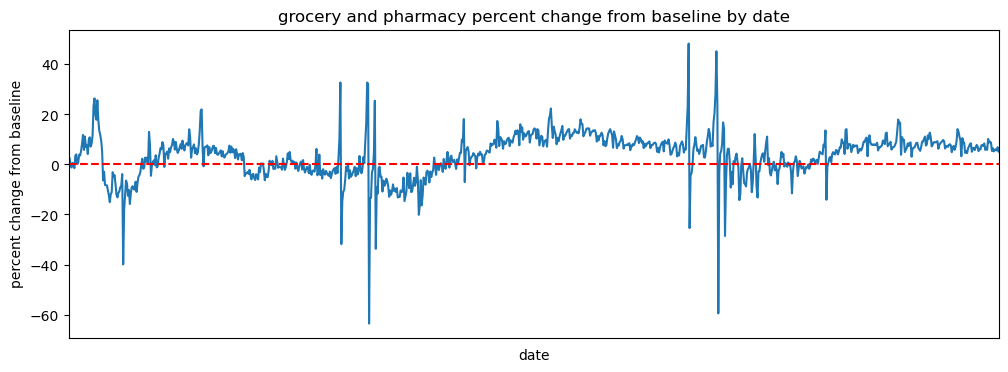 grocery and pharmacy percent change from baseline by date
percent change from baseline
40
20
0
−20
−40
−60
date